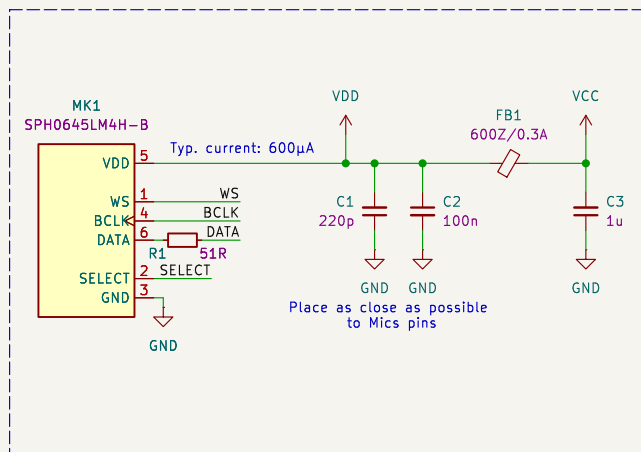 MK1
SPH0645LM4H-B
VDD
5
WS
1
BCLK
4
DATA
6
SELECT
2
GND
3
Typ. current: 600µA
WS
BCLK
DATA
R1
51R
SELECT
GND
VDD
FB1
600Z/0.3A
VCC
C1
220p
C2
100n
C3
1u
GND
GND
GND
Place as close as possible
to Mics pins